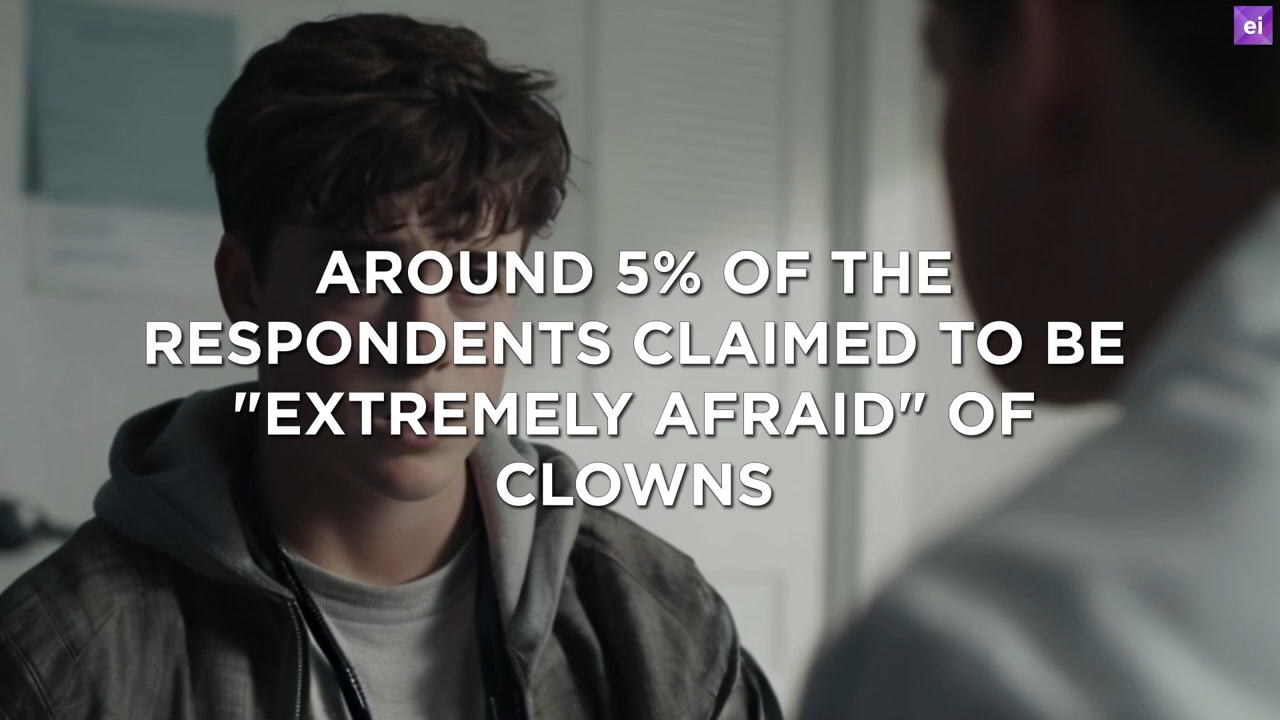 ei
AROUND 5% OF THE
RESPONDENTS CLAIMED TO BE
"EXTREMELY AFRAID" OF
CLOWNS